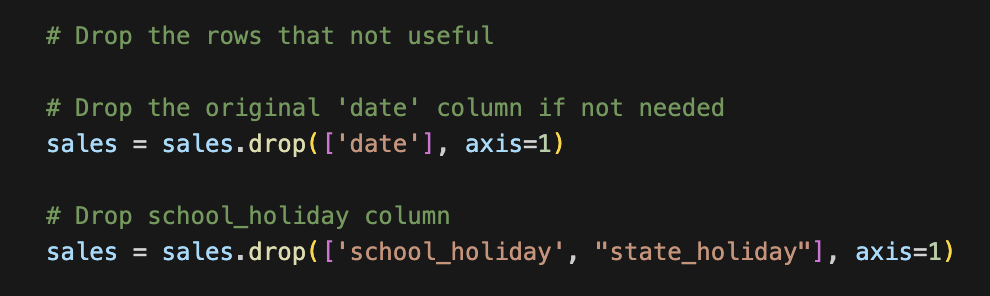 # Drop the rows that not useful
# Drop the original 'date' column if not needed
sales = sales.drop(['date'], axis=1)
# Drop school_holiday column
sales = sales.drop(['school_holiday', "state_holiday"], axis=1)